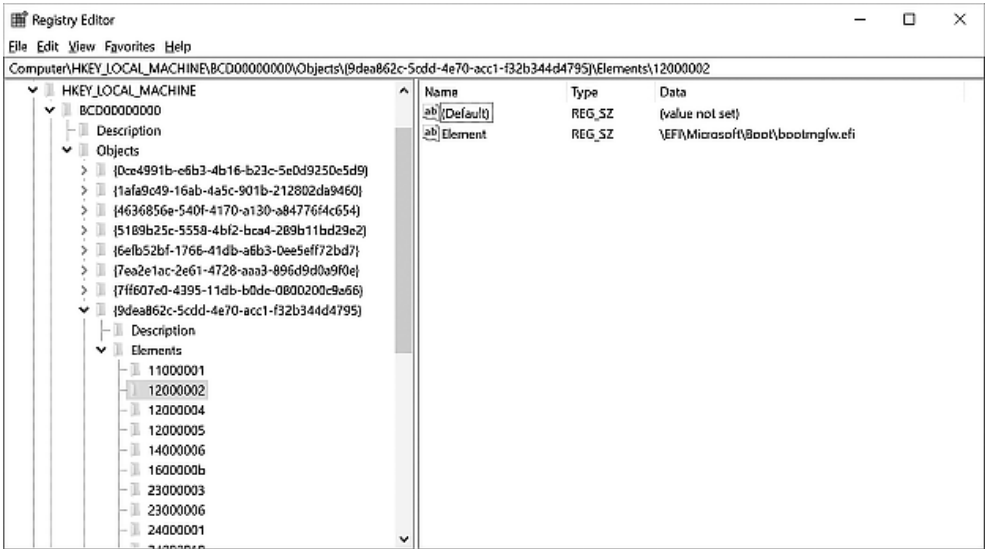 Registry Editor
File Edit View Favorites Help
Computer\HKEY_LOCAL_MACHINE\BCD00000000\Objects\{9dea862c-5cdd-4e70-acc1-f32b344d4795}\Elements\12000002
HKEY_LOCAL_MACHINE
BCD00000000
Description
Objects
{0ce4991b-e6b3-4b16-b23c-5e0d9250e5d9}
{1afa9c49-16ab-4a5c-901b-212802da9460}
{4636856e-540f-4170-a130-a84776f4c654}
{5189b25c-5558-4bf2-bca4-289b11bd29e2}
{6efb52bf-1766-41db-a6b3-0ee5eff72bd7}
{7ea2e1ac-2e61-4728-aaa3-896d9d0a9f0e}
{7ff607e0-4395-11db-b0de-0800200c9a66}
{9dea862c-5cdd-4e70-acc1-f32b344d4795}
Description
Elements
11000001
12000002
12000004
12000005
14000006
1600000b
23000003
23000006
24000001
Name Type Data
(Default) REG_SZ (value not set)
Element REG_SZ \EFI\Microsoft\Boot\bootmgfw.efi